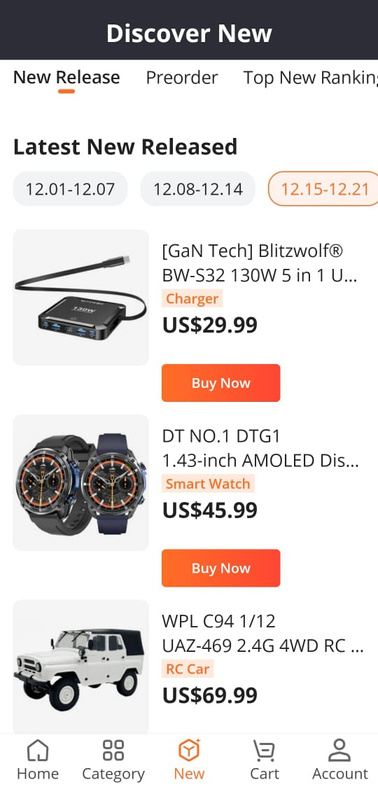 Discover New
New Release
Preorder
Top New Ranking
Latest New Released
12.01-12.07
12.08-12.14
12.15-12.21
130W
[GaN Tech] Blitzwolf®
BW-S32 130W 5 in 1 U...
Charger
US$29.99
Buy Now
DT NO.1 DTG1
1.43-inch AMOLED Dis...
Smart Watch
US$45.99
Buy Now
WPL C94 1/12
UAZ-469 2.4G 4WD RC ...
RC Car
US$69.99
Home
Category
New
Cart
Account